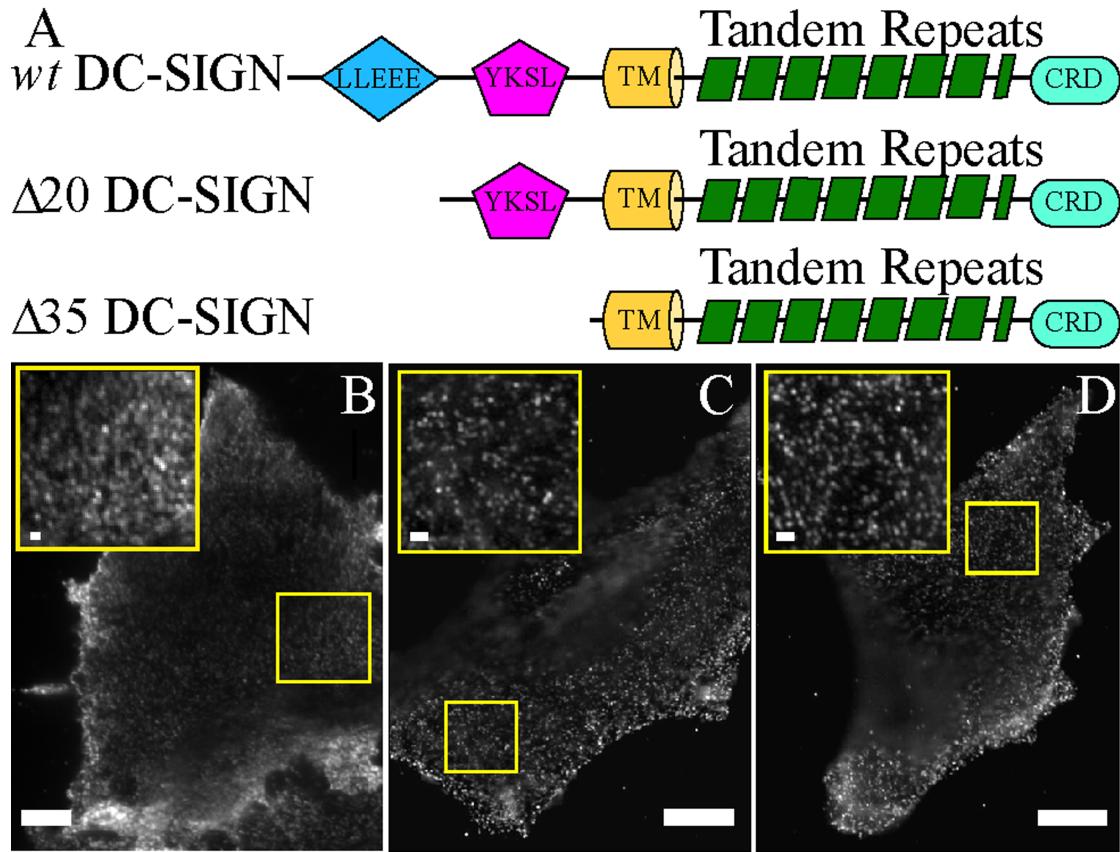 A
Tandem Repeats
wt DC-SIGN LLEEE YKSL TM CRD
Tandem Repeats
Δ20 DC-SIGN YKSL TM CRD
Tandem Repeats
Δ35 DC-SIGN TM CRD
B C D